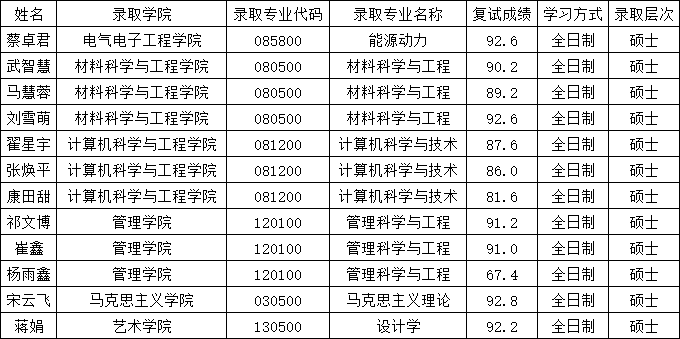 姓名 录取学院 录取专业代码 录取专业名称 复试成绩 学习方式 录取层次
蔡卓君 电气电子工程学院 085800 能源动力 92.6 全日制 硕士
武智慧 材料科学与工程学院 080500 材料科学与工程 90.2 全日制 硕士
马慧蓉 材料科学与工程学院 080500 材料科学与工程 89.2 全日制 硕士
刘雪萌 材料科学与工程学院 080500 材料科学与工程 92.6 全日制 硕士
翟星宇 计算机科学与工程学院 081200 计算机科学与技术 87.6 全日制 硕士
张焕平 计算机科学与工程学院 081200 计算机科学与技术 86.0 全日制 硕士
康田甜 计算机科学与工程学院 081200 计算机科学与技术 81.6 全日制 硕士
祁文博 管理学院 120100 管理科学与工程 91.2 全日制 硕士
崔鑫 管理学院 120100 管理科学与工程 91.0 全日制 硕士
杨雨鑫 管理学院 120100 管理科学与工程 67.4 全日制 硕士
宋云飞 马克思主义学院 030500 马克思主义理论 92.8 全日制 硕士
蒋娟 艺术学院 130500 设计学 92.2 全日制 硕士